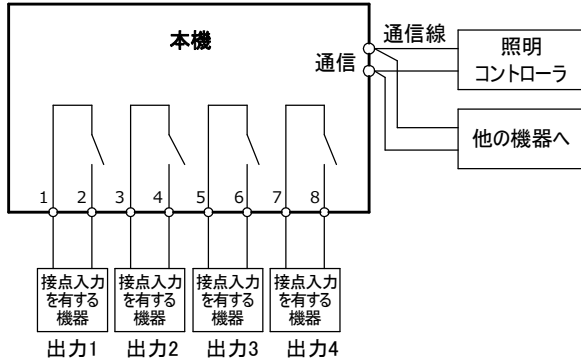 本機
通信
通信線
照明
コントローラ
他の機器へ
1 2 3 4 5 6 7 8
接点入力
を有する
機器
接点入力
を有する
機器
接点入力
を有する
機器
接点入力
を有する
機器
出力1 出力2 出力3 出力4